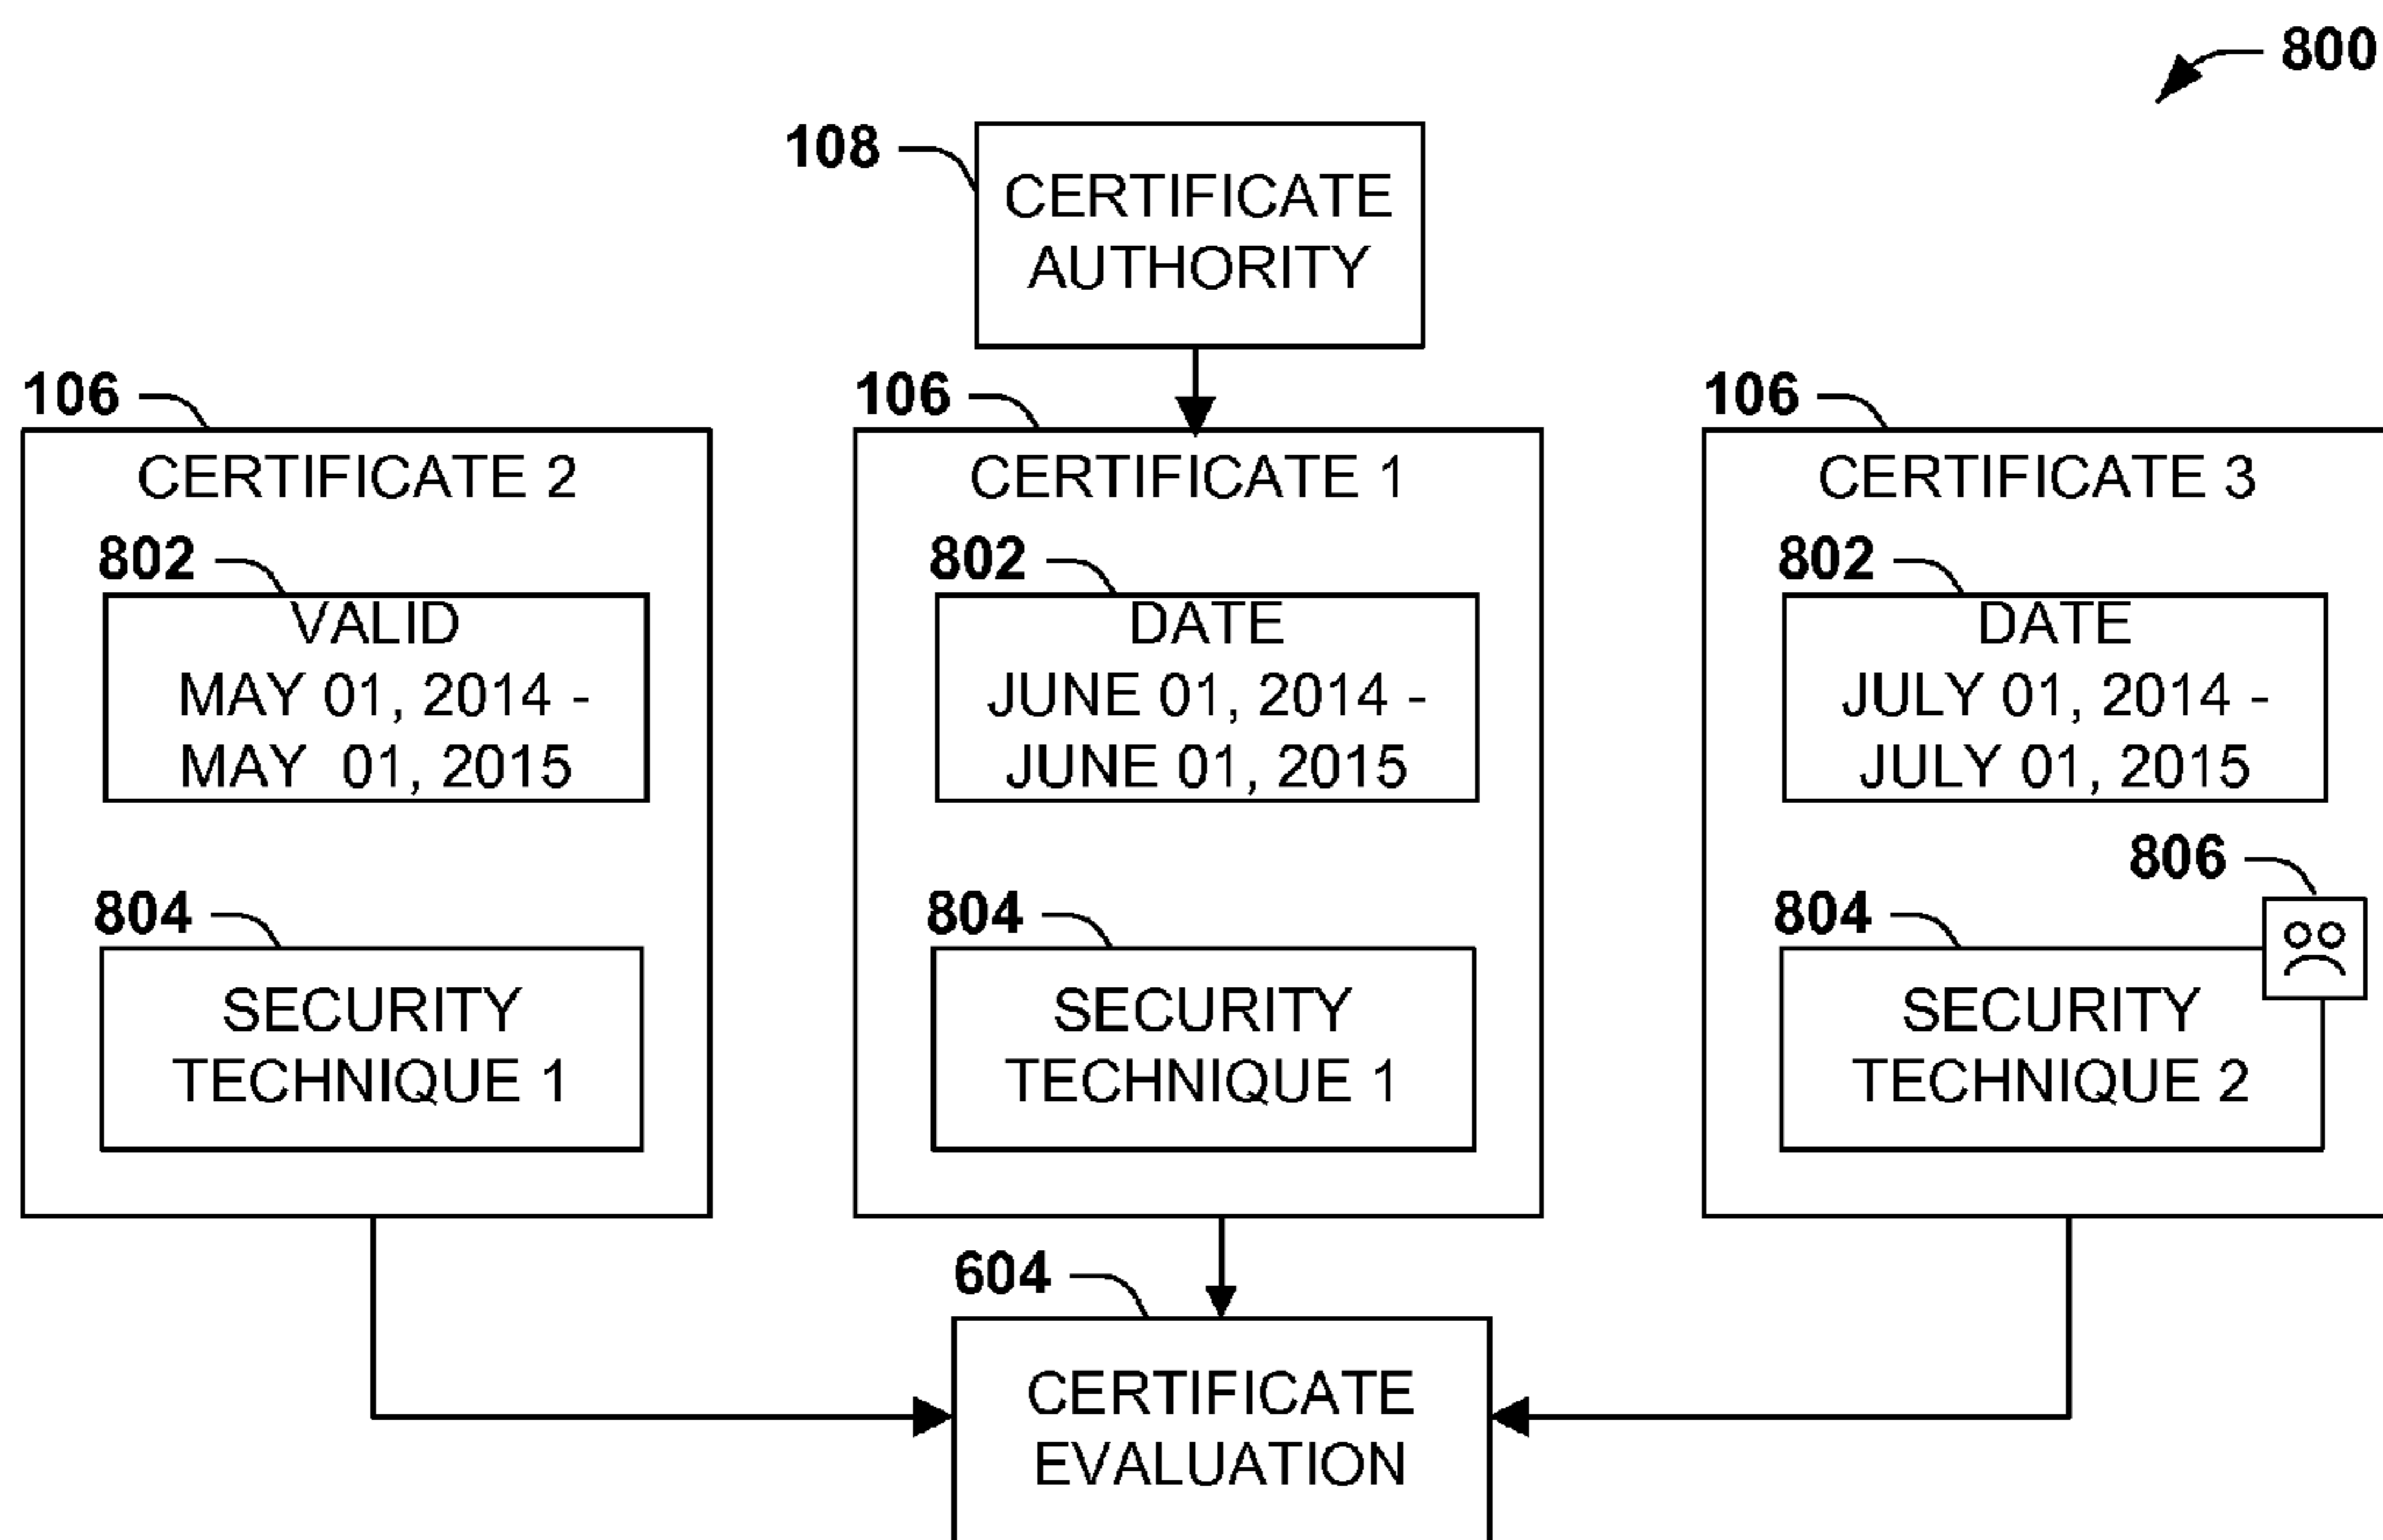 800
108
CERTIFICATE
AUTHORITY
106
CERTIFICATE 2
802
VALID
MAY 01, 2014 -
MAY 01, 2015
804
SECURITY
TECHNIQUE 1
106
CERTIFICATE 1
802
DATE
JUNE 01, 2014 -
JUNE 01, 2015
804
SECURITY
TECHNIQUE 1
106
CERTIFICATE 3
802
DATE
JULY 01, 2014 -
JULY 01, 2015
806
804
SECURITY
TECHNIQUE 2
604
CERTIFICATE
EVALUATION